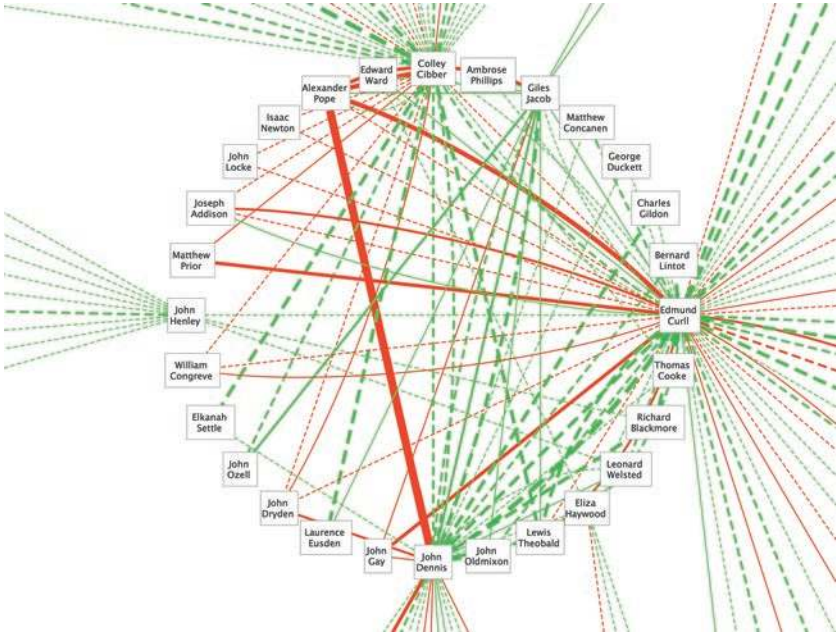 Colley
Cibber
Edward
Ward
Ambrose
Phillips
Alexander
Pope
Giles
Jacob
Isaac
Newton
Matthew
Concanen
John
Locke
George
Duckett
Joseph
Addison
Charles
Gildon
Matthew
Prior
Bernard
Lintot
John
Henley
Edmund
Curll
William
Congreve
Thomas
Cooke
Elkanah
Settle
Richard
Blackmore
John
Ozell
Leonard
Welsted
John
Dryden
Eliza
Haywood
Laurence
Eusden
Lewis
Theobald
John
Gay
John
Dennis
John
Oldmixon